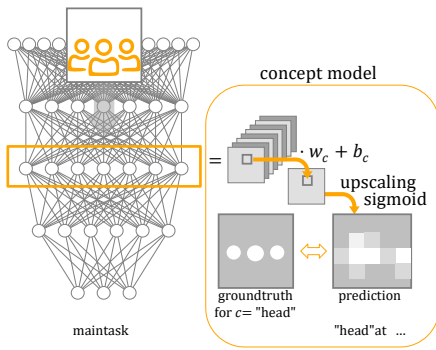 concept model
= · w_c + b_c
upscaling
sigmoid
groundtruth
for c= "head"
prediction
maintask
"head"at ...